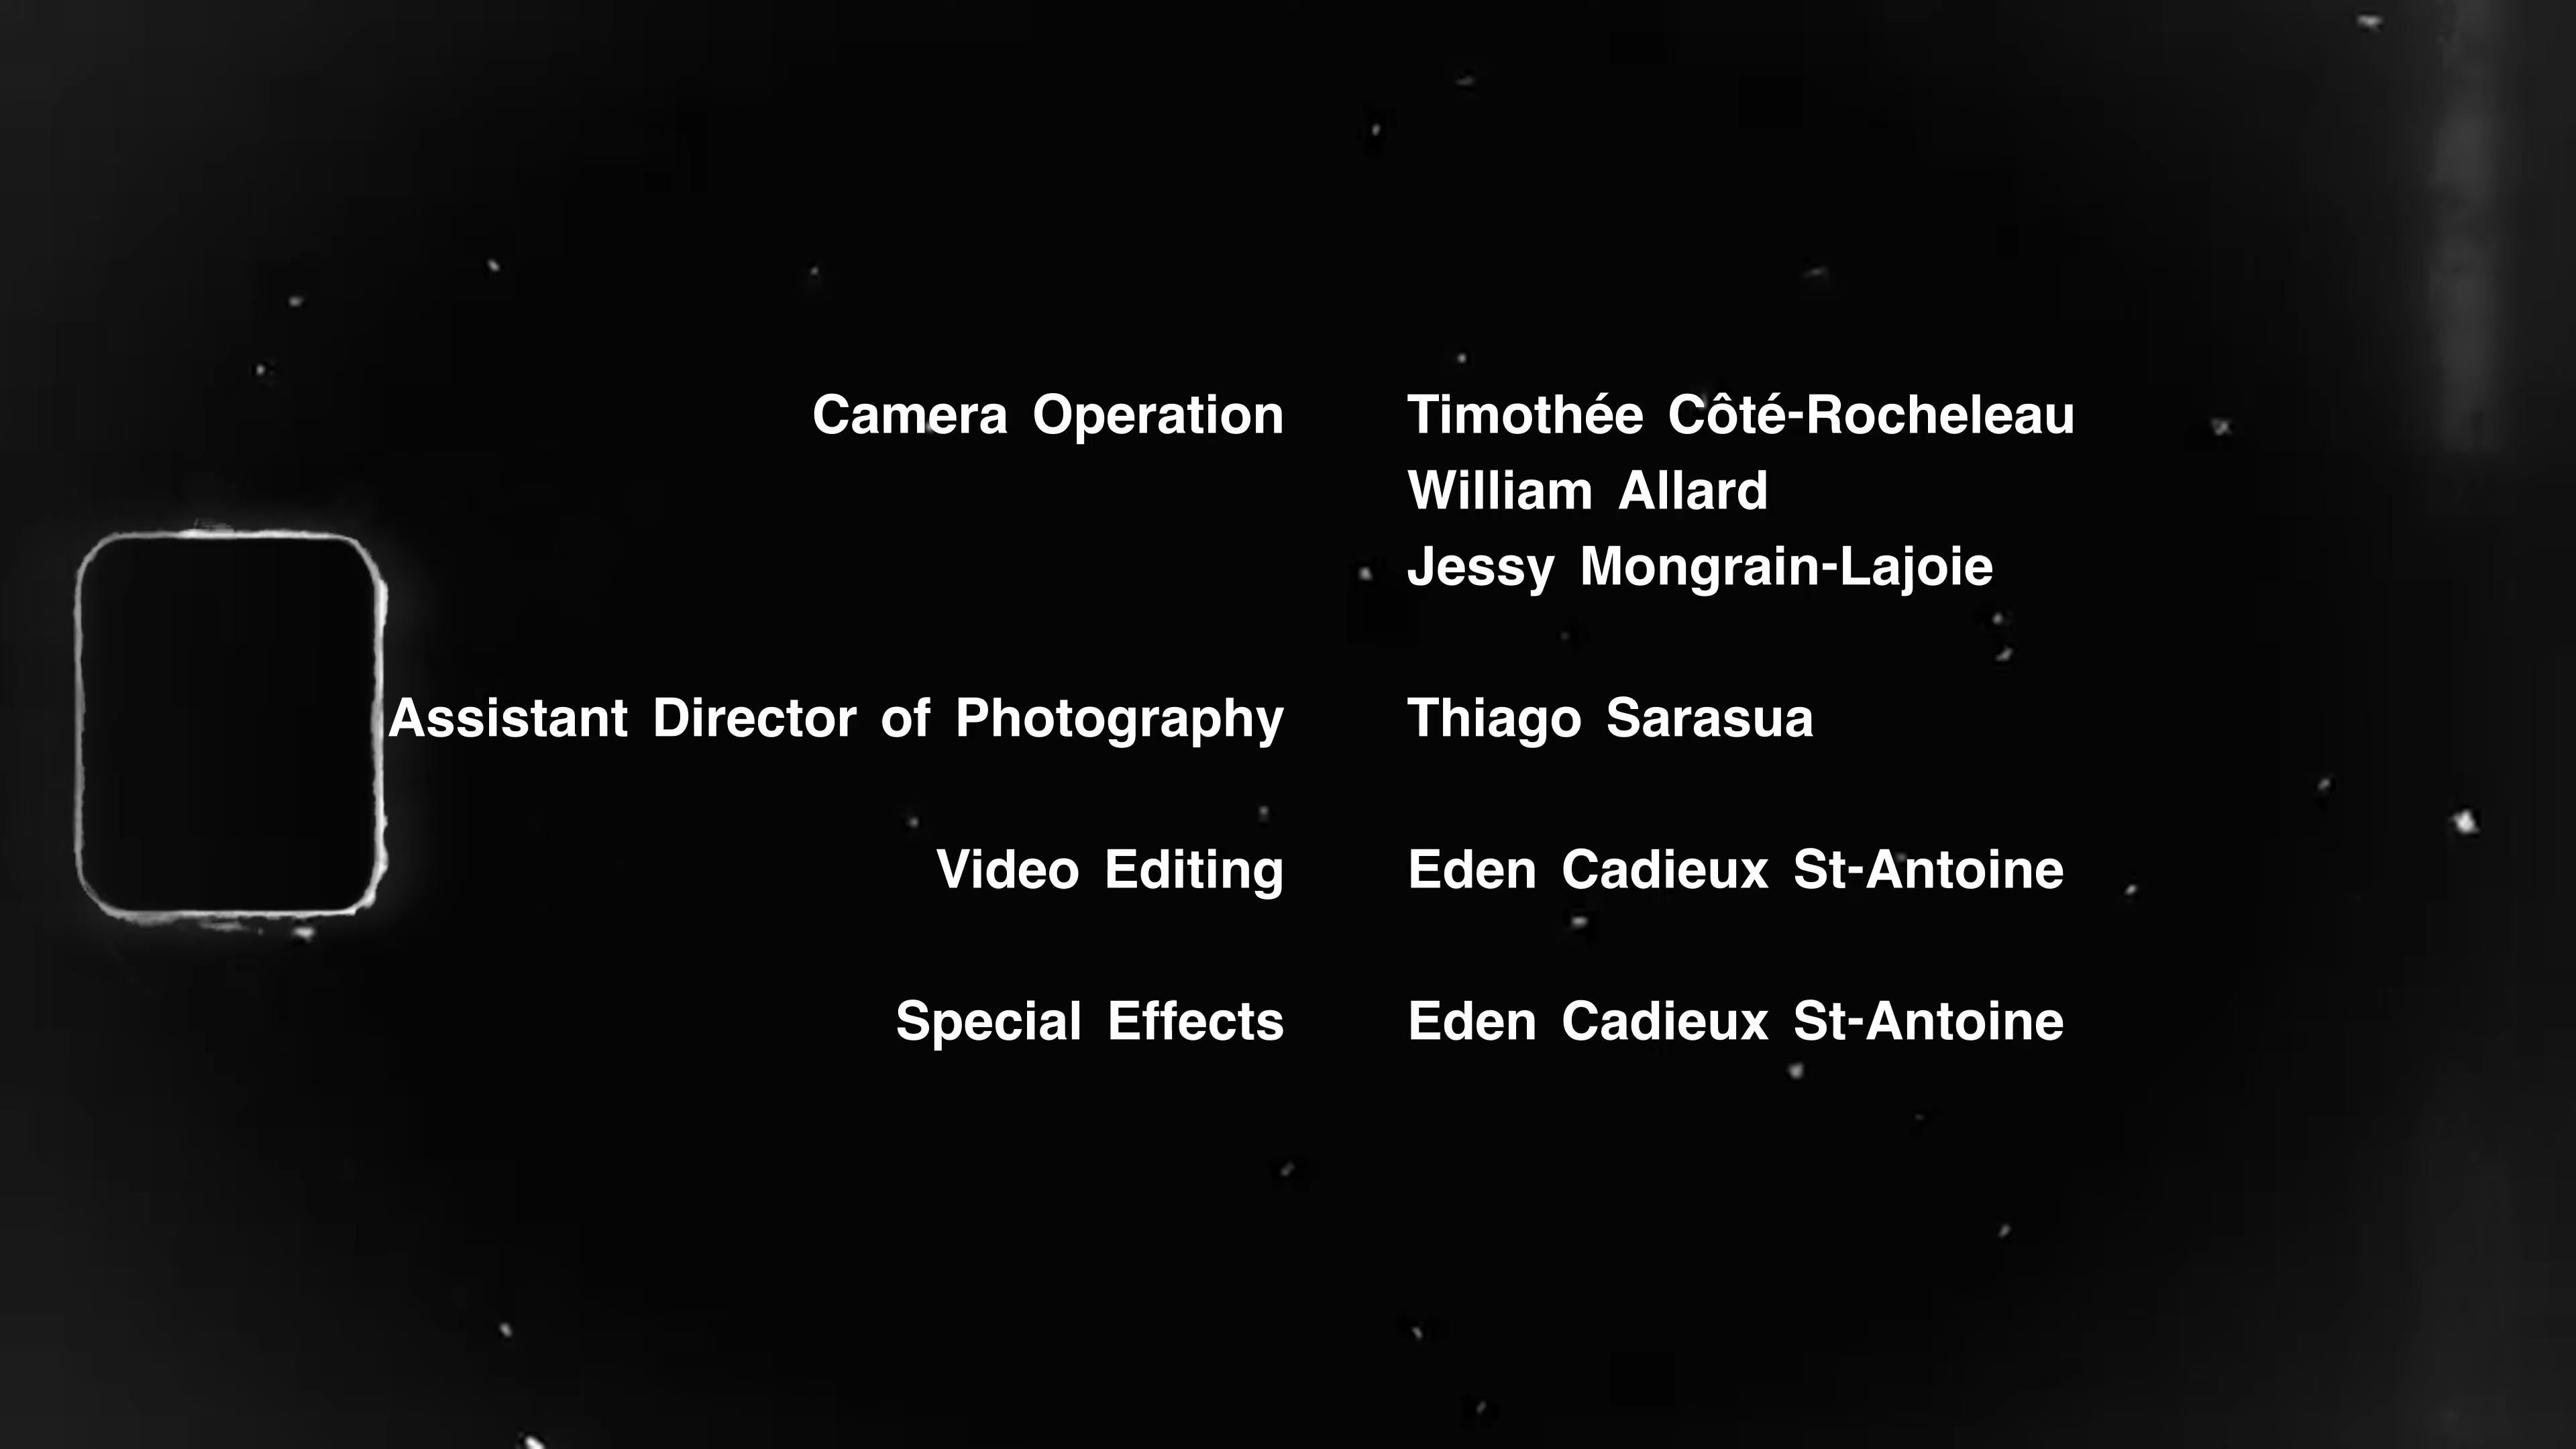 Camera Operation Timothée Côté-Rocheleau
William Allard
Jessy Mongrain-Lajoie
Assistant Director of Photography Thiago Sarasua
Video Editing Eden Cadieux St-Antoine
Special Effects Eden Cadieux St-Antoine